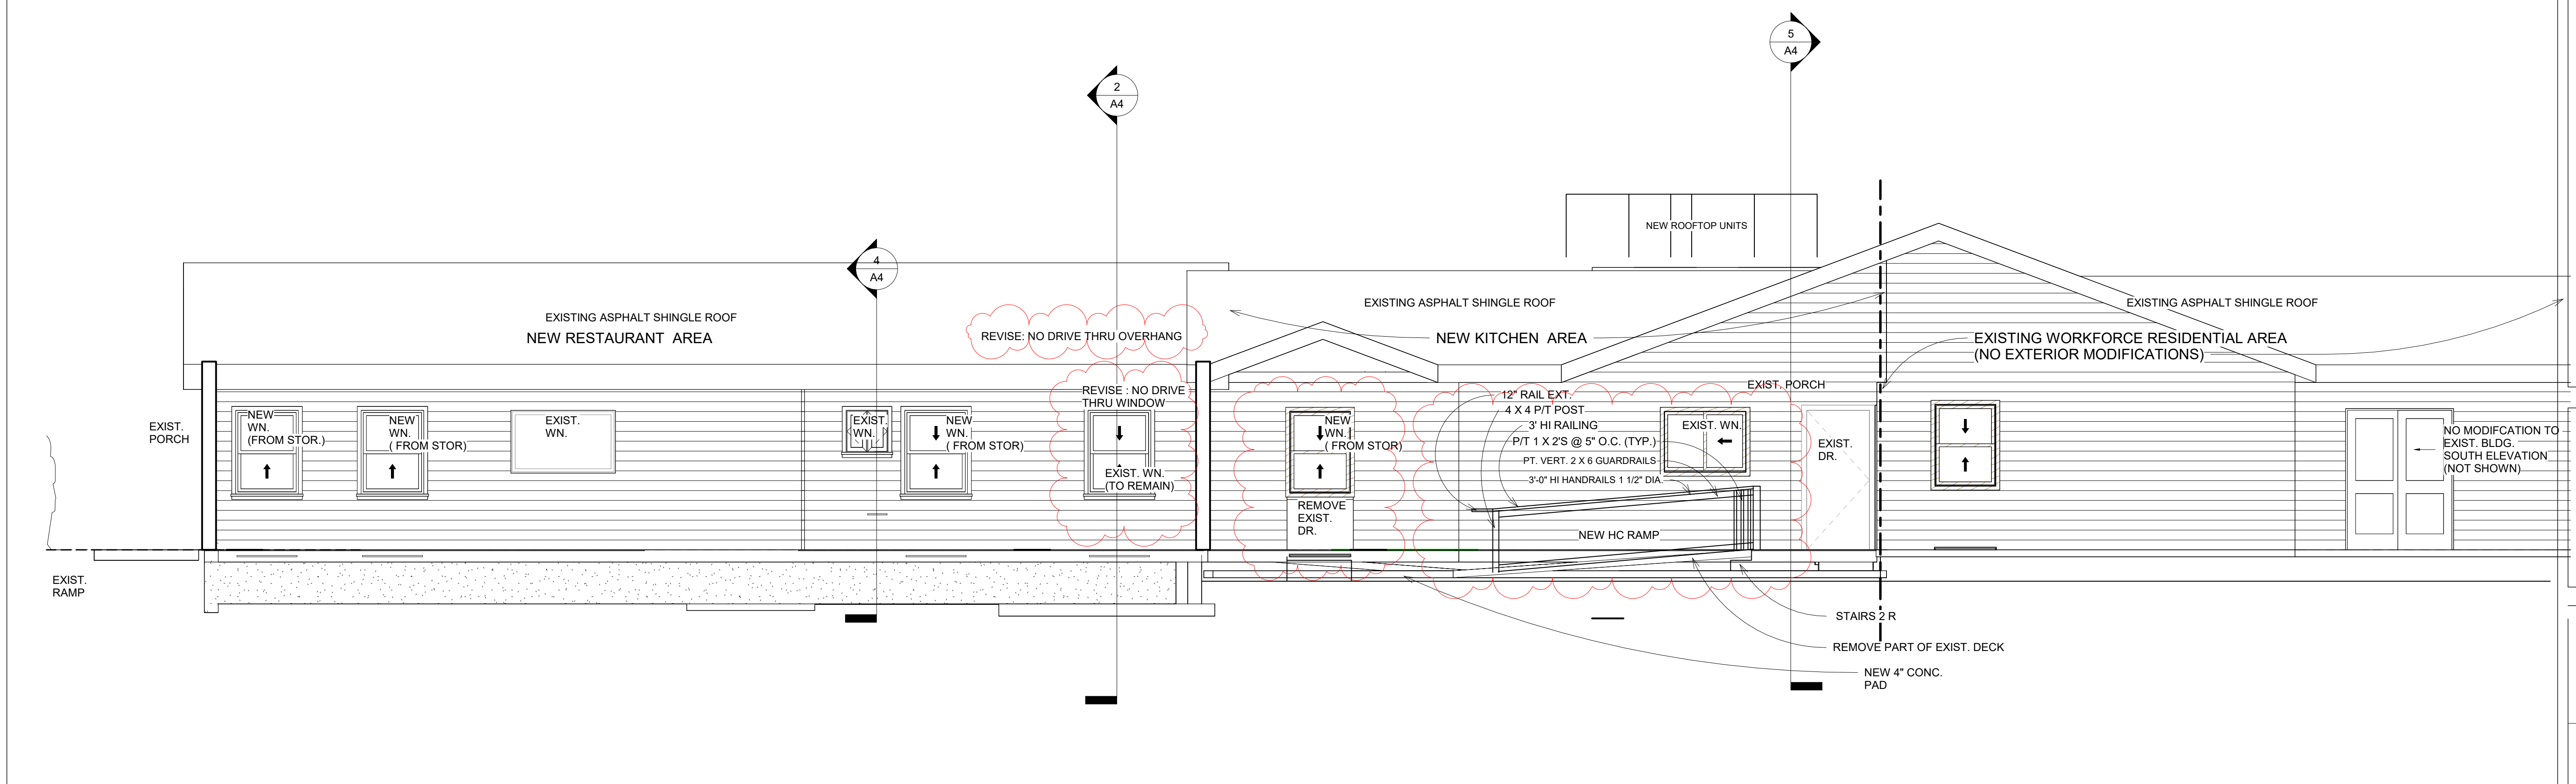 5
A4
2
A4
4
A4
NEW ROOFTOP UNITS
EXISTING ASPHALT SHINGLE ROOF
NEW RESTAURANT AREA
REVISE: NO DRIVE THRU OVERHANG
EXISTING ASPHALT SHINGLE ROOF
NEW KITCHEN AREA
EXISTING ASPHALT SHINGLE ROOF
EXISTING WORKFORCE RESIDENTIAL AREA
(NO EXTERIOR MODIFICATIONS)
EXIST.
PORCH
NEW
WN.
(FROM STOR.)
NEW
WN.
( FROM STOR)
EXIST.
WN.
EXIST.
WN.
NEW
WN.
( FROM STOR)
REVISE : NO DRIVE
THRU WINDOW
EXIST. WN.
(TO REMAIN)
NEW
WN.
( FROM STOR)
REMOVE
EXIST.
DR.
12" RAIL EXT.
4 X 4 P/T POST
3' HI RAILING
P/T 1 X 2'S @ 5" O.C. (TYP.)
PT. VERT. 2 X 6 GUARDRAILS
3'-0" HI HANDRAILS 1 1/2" DIA.
NEW HC RAMP
EXIST. PORCH
EXIST. WN.
EXIST.
DR.
NO MODIFCATION TO
EXIST. BLDG.
SOUTH ELEVATION
(NOT SHOWN)
EXIST.
RAMP
STAIRS 2 R
REMOVE PART OF EXIST. DECK
NEW 4" CONC.
PAD